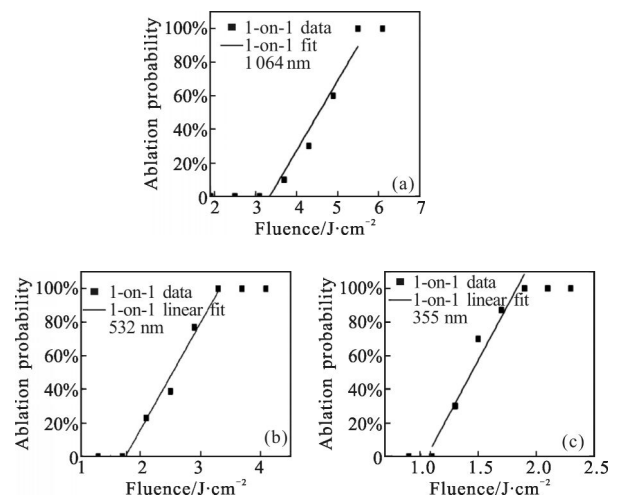 100%
80%
60%
40%
20%
0
Ablation probability
1-on-1 data
1-on-1 fit
1 064 nm
(a)
2 3 4 5 6 7
Fluence/J·cm⁻²
100%
80%
60%
40%
20%
0
Ablation probability
1-on-1 data
1-on-1 linear fit
532 nm
(b)
1 2 3 4
Fluence/J·cm⁻²
100%
80%
60%
40%
20%
0
Ablation probability
1-on-1 data
1-on-1 linear fit
355 nm
(c)
1.0 1.5 2.0 2.5
Fluence/J·cm⁻²